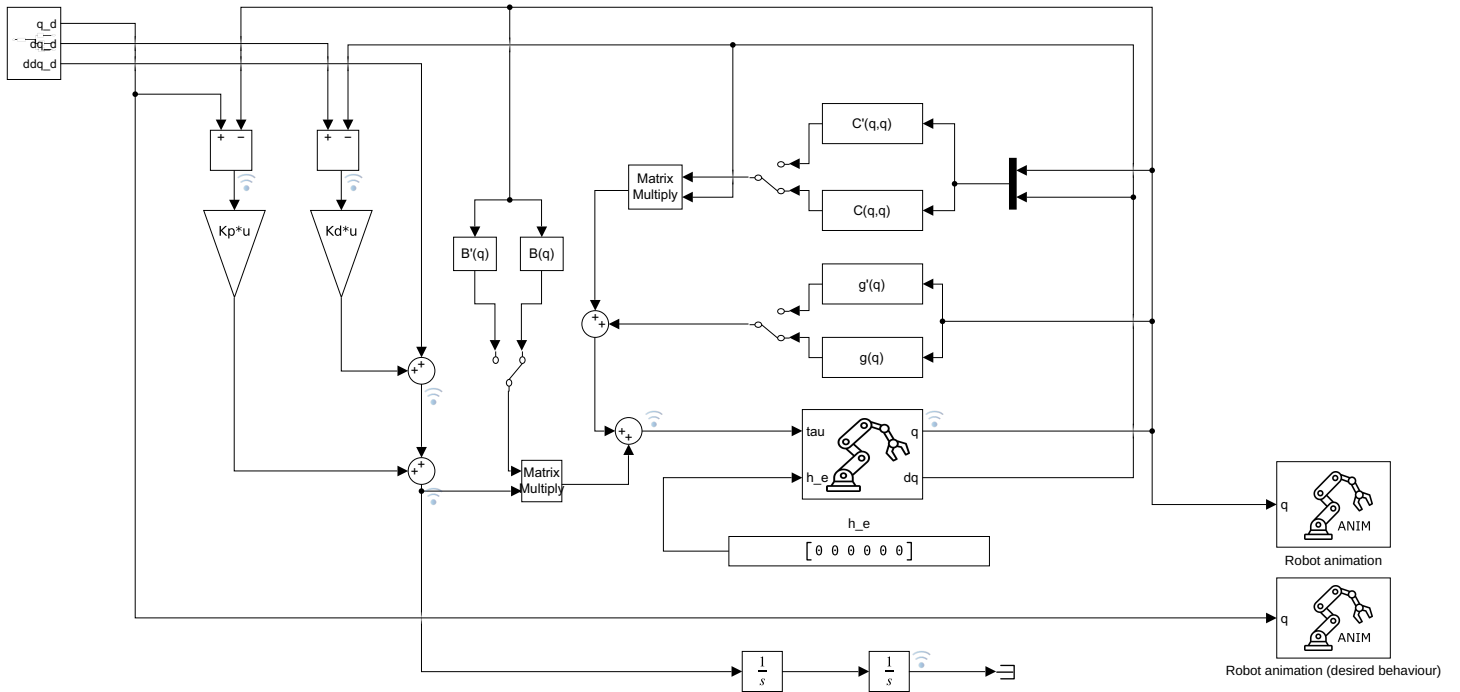 q_d
dq_d
ddq_d
+ −
+ −
Kp*u
Kd*u
B'(q)
B(q)
Matrix
Multiply
C'(q,q)
C(q,q)
g'(q)
g(q)
+
+
+
+
+
+
+
+
Matrix
Multiply
tau
h_e
q
dq
h_e
[0 0 0 0 0 0]
q
ANIM
Robot animation
q
ANIM
Robot animation (desired behaviour)
1
s
1
s